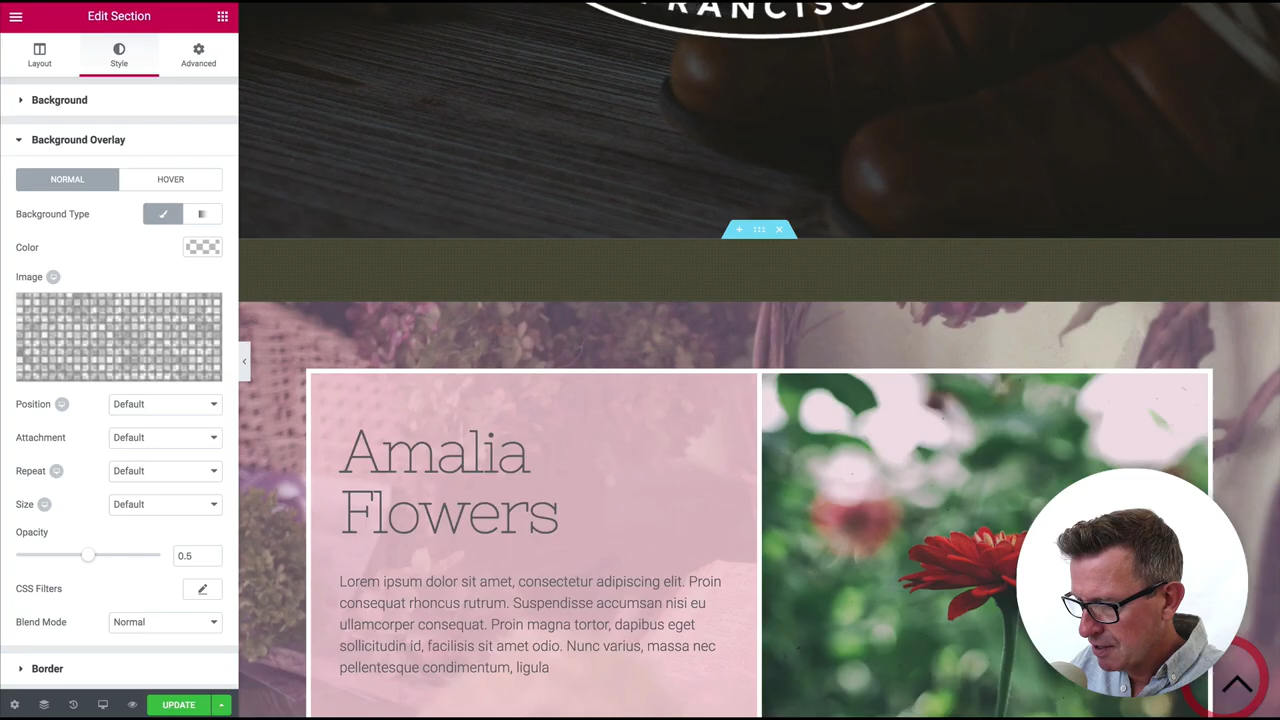 Edit Section
FRANCISC
Layout
Style
Advanced
Background
Background Overlay
NORMAL
HOVER
Background Type
Color
Image
Position
Default
Attachment
Default
Repeat
Default
Size
Default
Opacity
0.5
CSS Filters
Blend Mode
Normal
Border
UPDATE
Amalia
Flowers
Lorem ipsum dolor sit amet, consectetur adipiscing elit. Proin
consequat rhoncus rutrum. Suspendisse accumsan nisi eu
ullamcorper consequat. Proin magna tortor, dapibus eget
sollicitudin id, facilisis sit amet odio. Nunc varius, massa nec
pellentesque condimentum, ligula